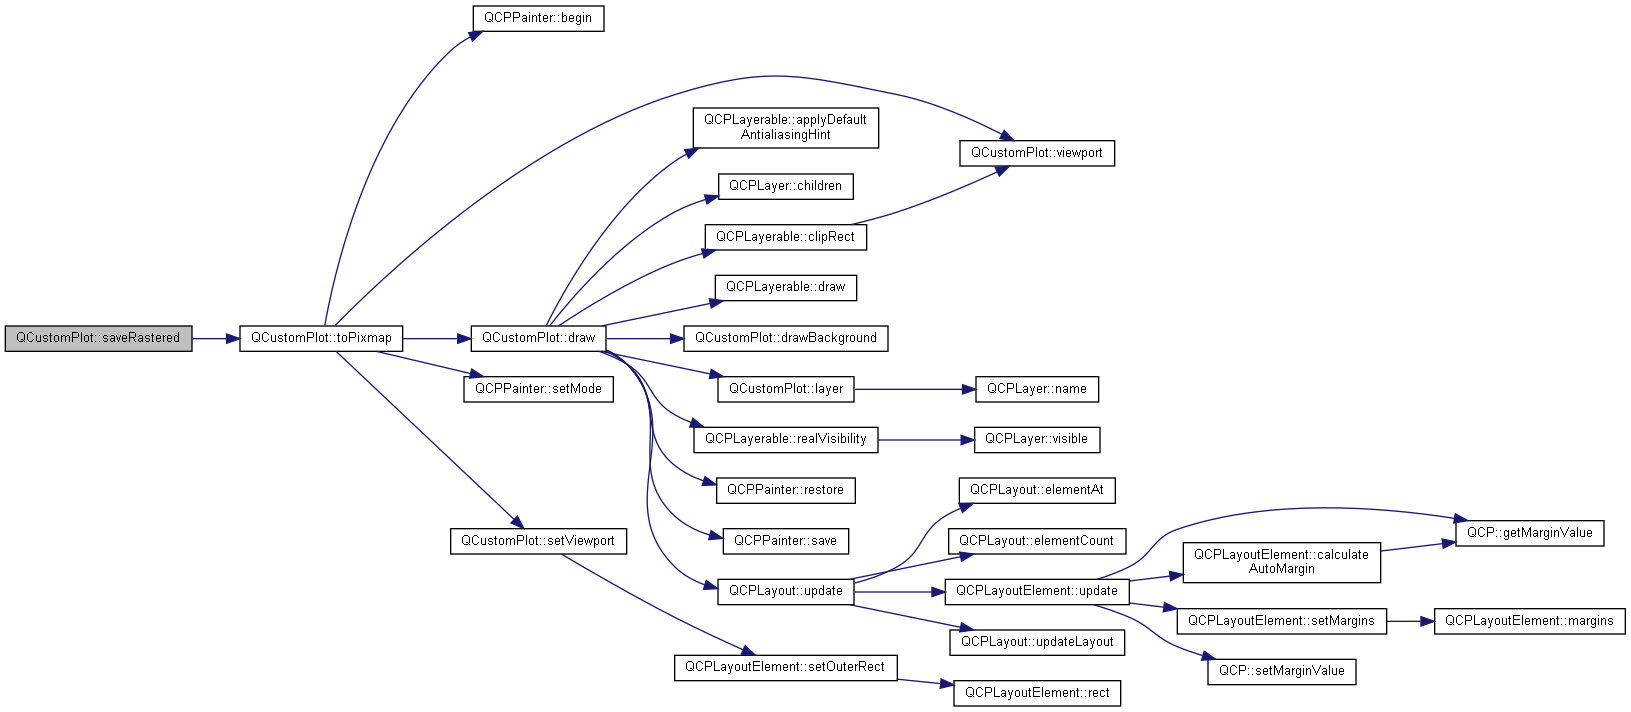 QCPPainter::begin
QCPLayerable::applyDefault
AntialiasingHint
QCustomPlot::viewport
QCPLayer::children
QCPLayerable::clipRect
QCPLayerable::draw
QCustomPlot::saveRastered
QCustomPlot::toPixmap
QCustomPlot::draw
QCustomPlot::drawBackground
QCPPainter::setMode
QCustomPlot::layer
QCPLayer::name
QCPLayerable::realVisibility
QCPLayer::visible
QCPPainter::restore
QCPLayout::elementAt
QCustomPlot::setViewport
QCPPainter::save
QCPLayout::elementCount
QCP::getMarginValue
QCPLayoutElement::calculate
AutoMargin
QCPLayout::update
QCPLayoutElement::update
QCPLayoutElement::setMargins
QCPLayoutElement::margins
QCPLayout::updateLayout
QCPLayoutElement::setOuterRect
QCP::setMarginValue
QCPLayoutElement::rect